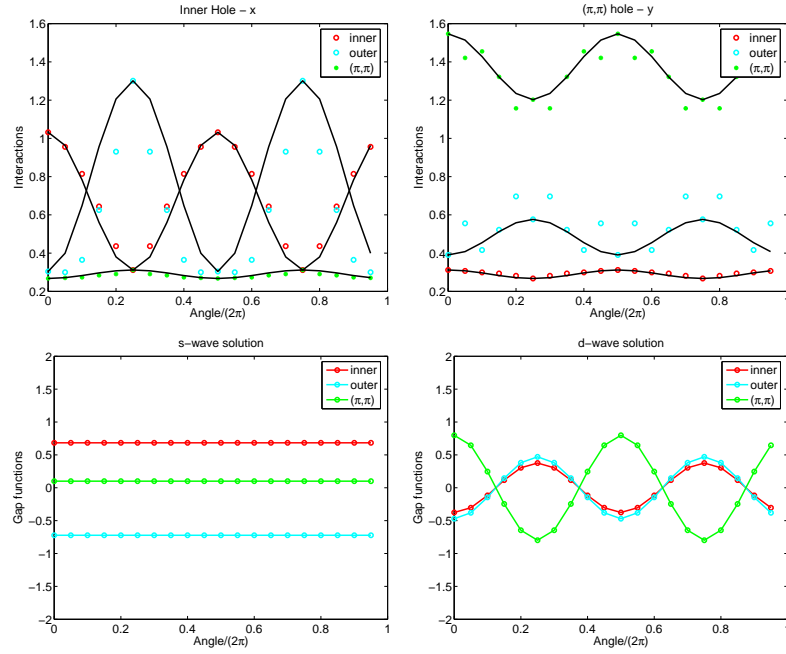 Inner Hole − x
1.6
1.4
1.2
1
0.8
0.6
0.4
0.2
Interactions
0 0.2 0.4 0.6 0.8 1
Angle/(2π)
inner
outer
(π,π)
(π,π) hole − y
1.6
1.4
1.2
1
0.8
0.6
0.4
0.2
Interactions
0 0.2 0.4 0.6 0.8 1
Angle/(2π)
inner
outer
(π,π)
s−wave solution
2
1.5
1
0.5
0
−0.5
−1
−1.5
−2
Gap functions
0 0.2 0.4 0.6 0.8 1
Angle/(2π)
inner
outer
(π,π)
d−wave solution
2
1.5
1
0.5
0
−0.5
−1
−1.5
−2
Gap functions
0 0.2 0.4 0.6 0.8 1
Angle/(2π)
inner
outer
(π,π)